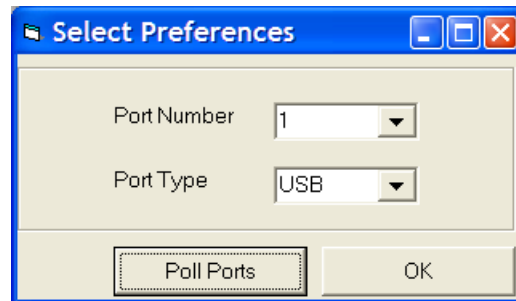 Select Preferences
Port Number 1
Port Type USB
Poll Ports OK